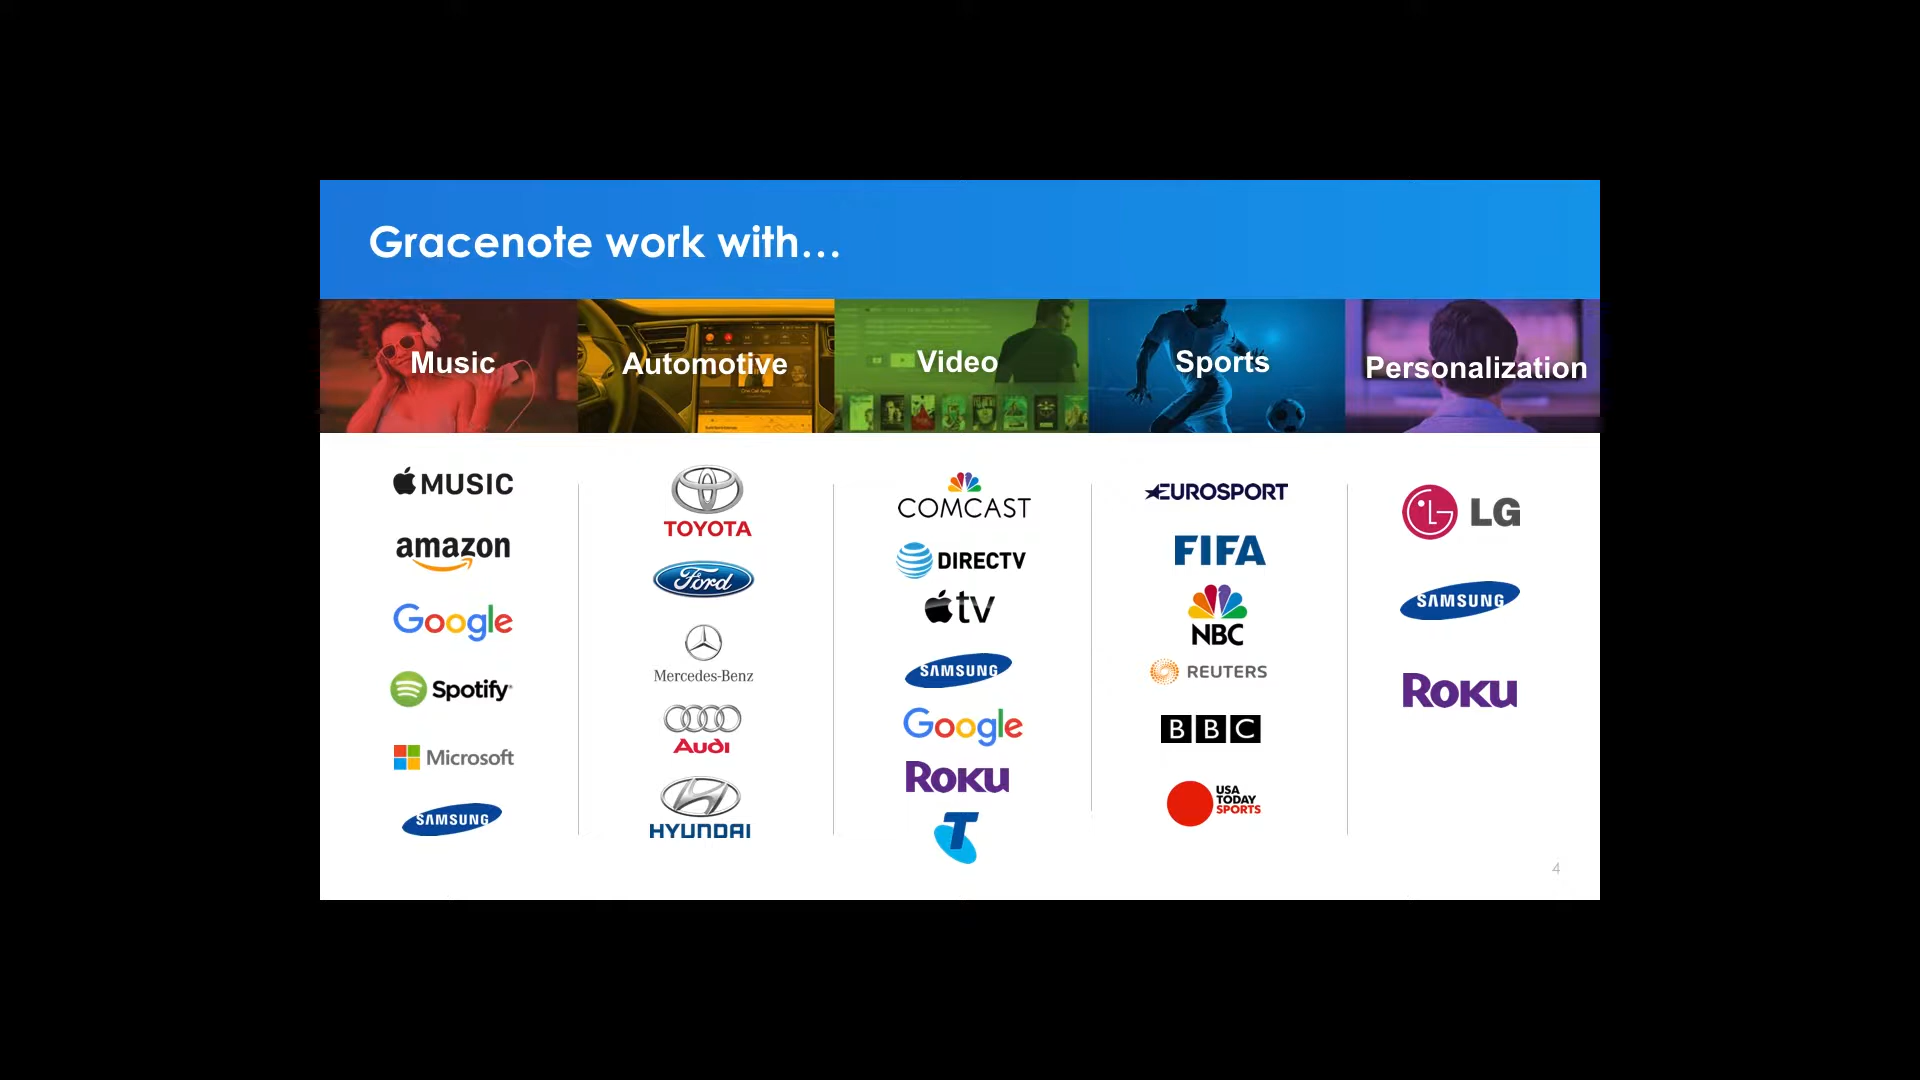 Gracenote work with...
Music
Automotive
Video
Sports
Personalization
MUSIC
amazon
Google
Spotify
Microsoft
SAMSUNG
TOYOTA
Ford
Mercedes-Benz
Audi
HYUNDAI
COMCAST
DIRECTV
tv
SAMSUNG
Google
ROKU
T
EUROSPORT
FIFA
NBC
REUTERS
BBC
USA
TODAY
SPORTS
LG
SAMSUNG
ROKU
4